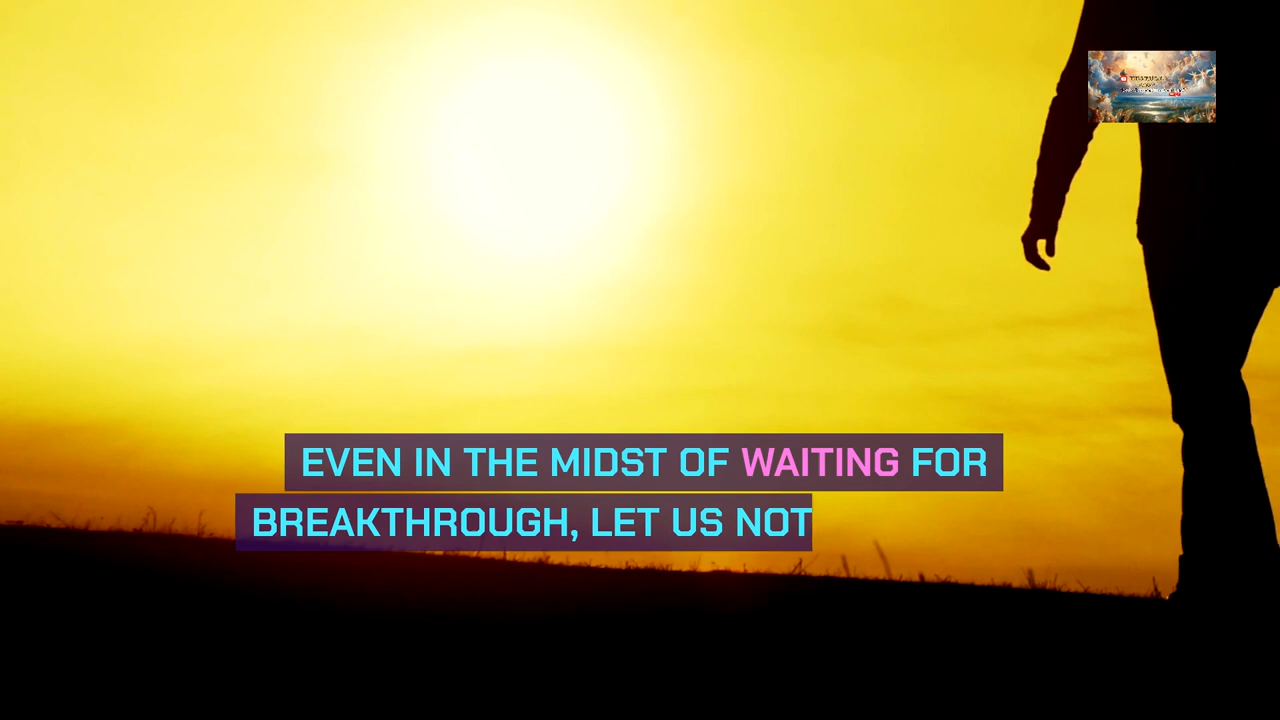 EVEN IN THE MIDST OF WAITING FOR
BREAKTHROUGH, LET US NOT